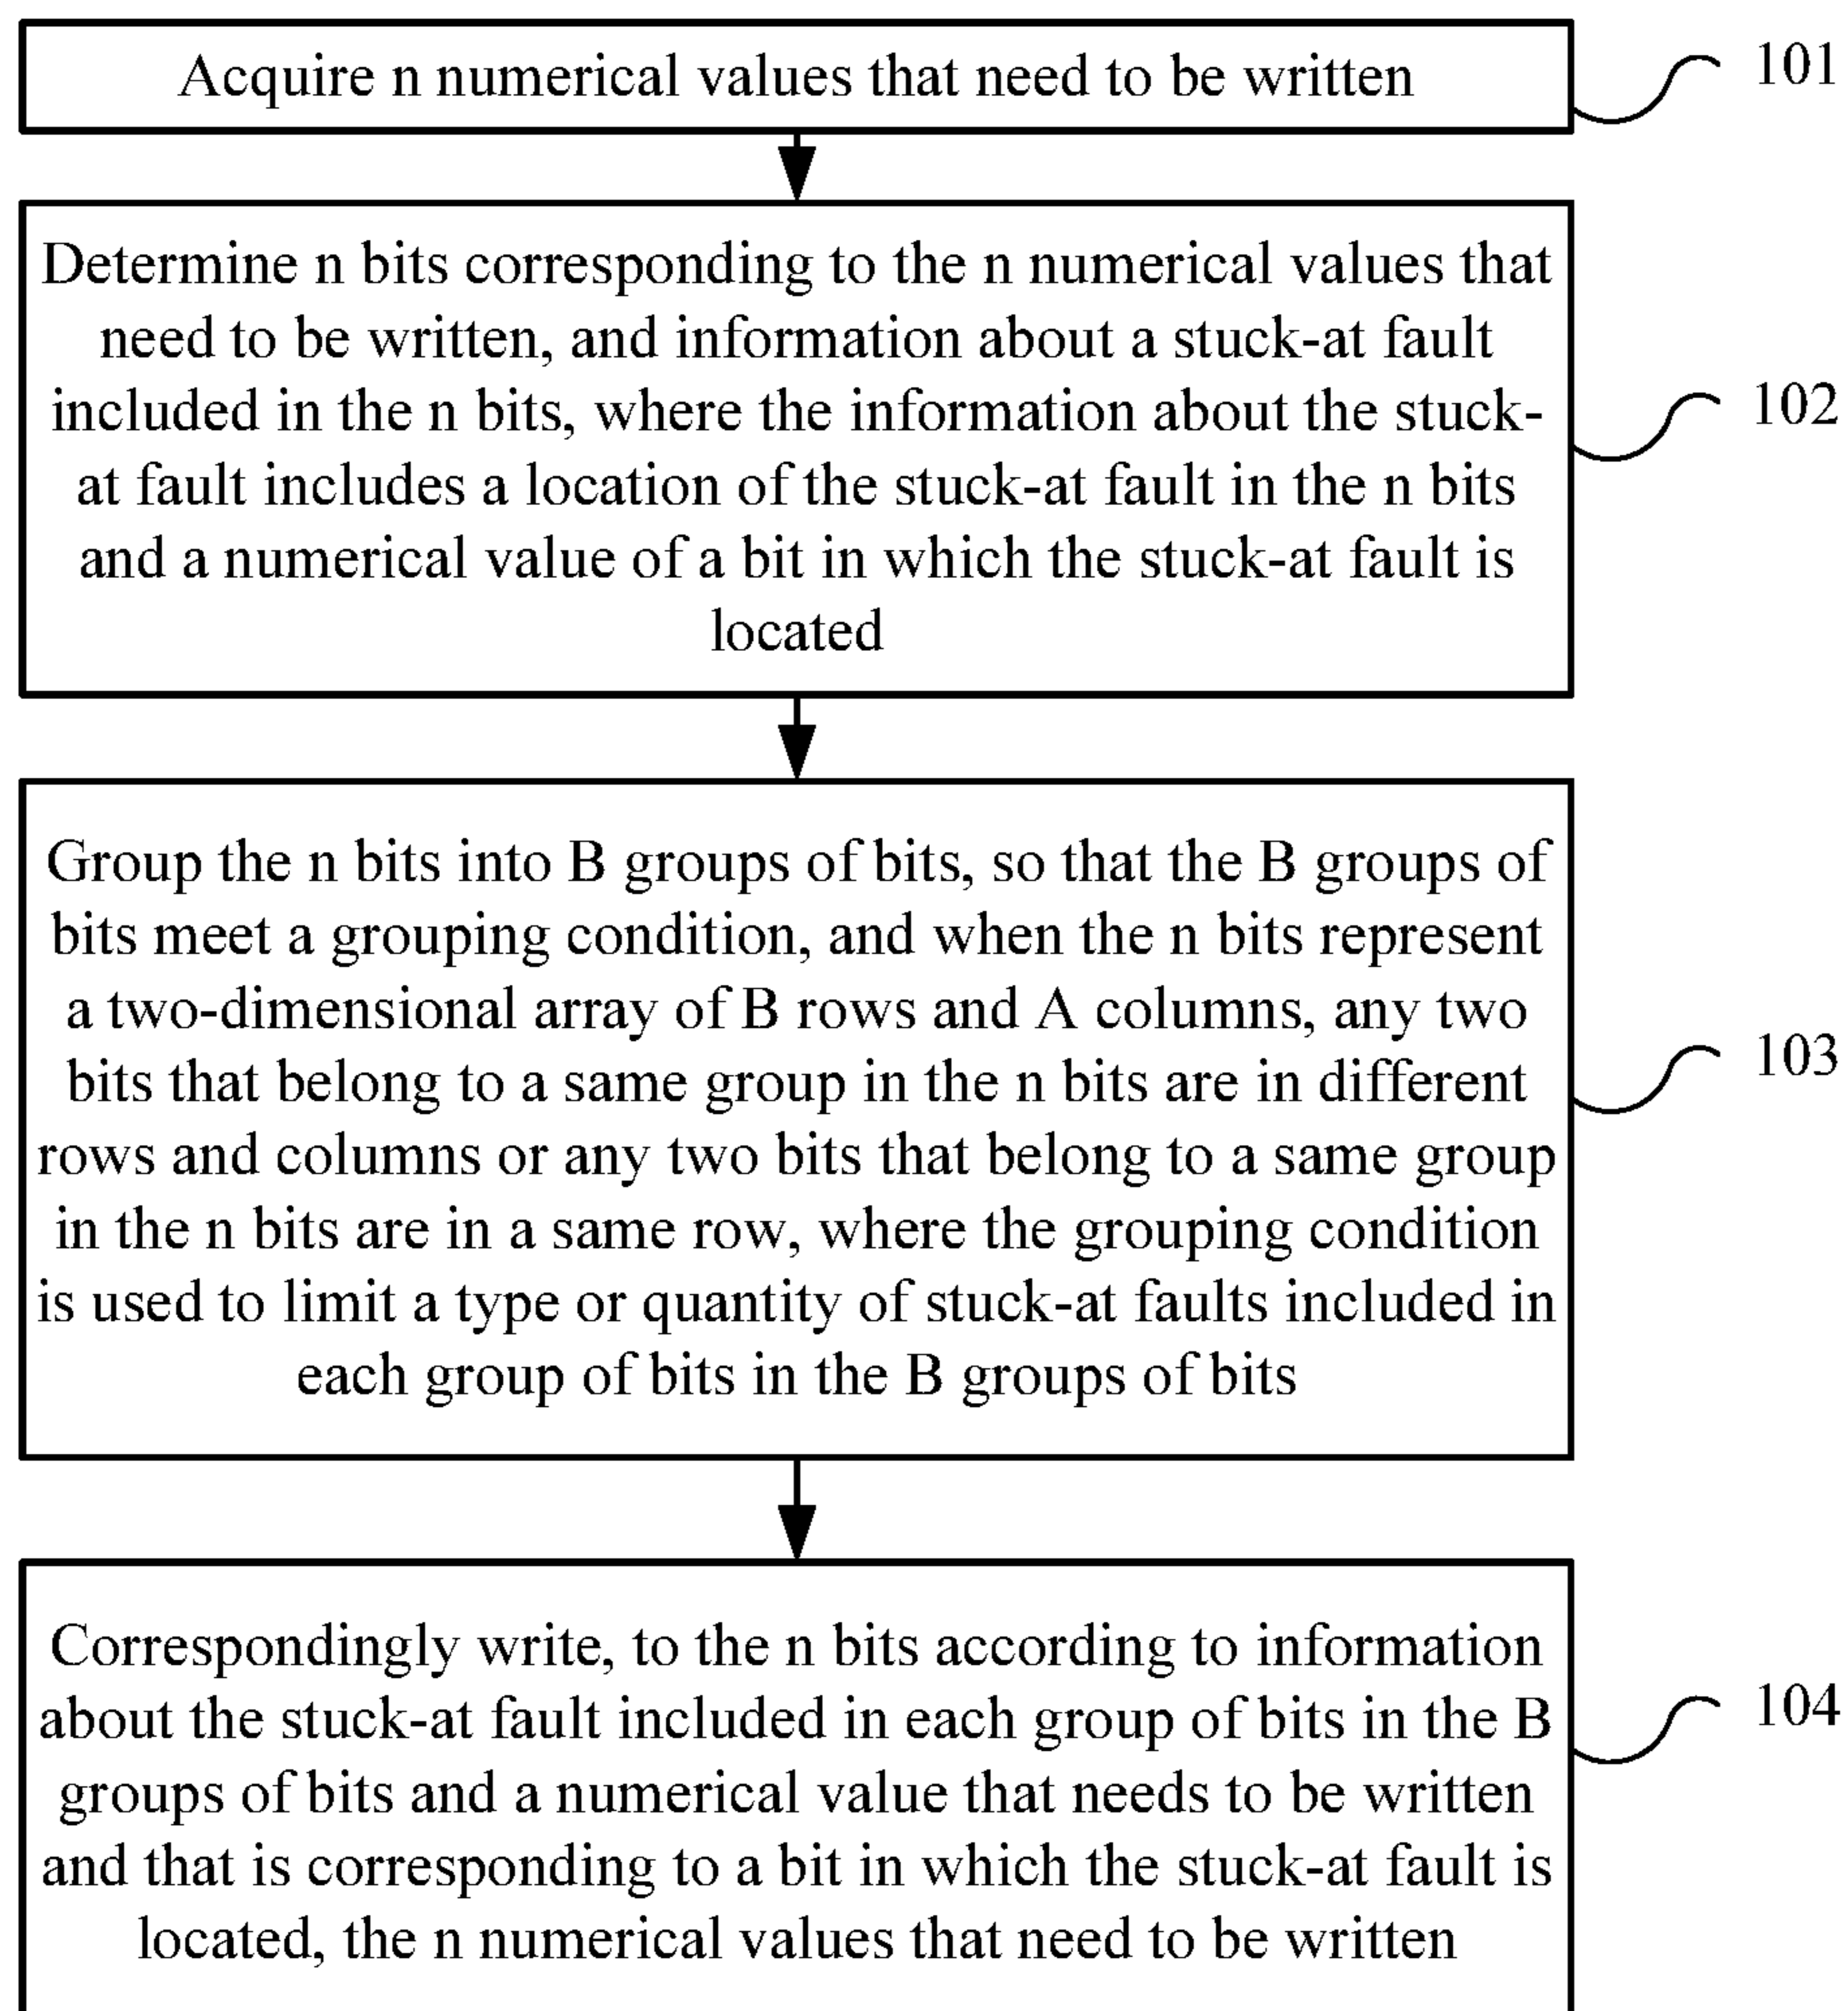 Acquire n numerical values that need to be written
101
Determine n bits corresponding to the n numerical values that
need to be written, and information about a stuck-at fault
included in the n bits, where the information about the stuck-
at fault includes a location of the stuck-at fault in the n bits
and a numerical value of a bit in which the stuck-at fault is
located
102
Group the n bits into B groups of bits, so that the B groups of
bits meet a grouping condition, and when the n bits represent
a two-dimensional array of B rows and A columns, any two
bits that belong to a same group in the n bits are in different
rows and columns or any two bits that belong to a same group
in the n bits are in a same row, where the grouping condition
is used to limit a type or quantity of stuck-at faults included in
each group of bits in the B groups of bits
103
Correspondingly write, to the n bits according to information
about the stuck-at fault included in each group of bits in the B
groups of bits and a numerical value that needs to be written
and that is corresponding to a bit in which the stuck-at fault is
located, the n numerical values that need to be written
104